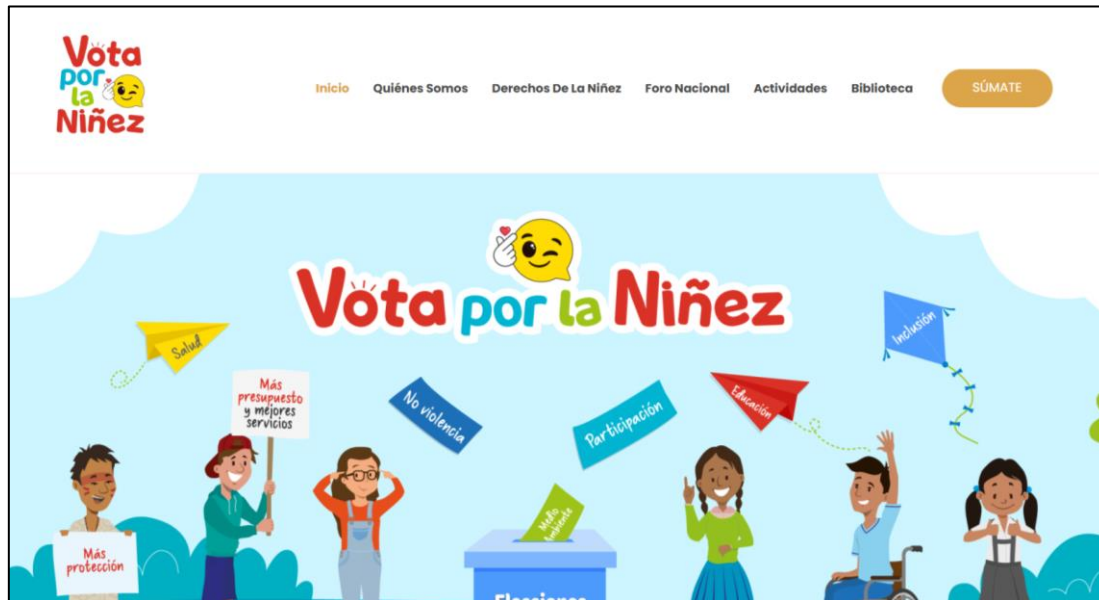 Vota
por
la
Niñez
Inicio Quiénes Somos Derechos De La Niñez Foro Nacional Actividades Biblioteca SÚMATE
Vota por la Niñez
Salud
Inclusión
Más
presupuesto
y mejores
servicios
No violencia
Participación
Educación
Medio
Ambiente
Más
protección
Elecciones